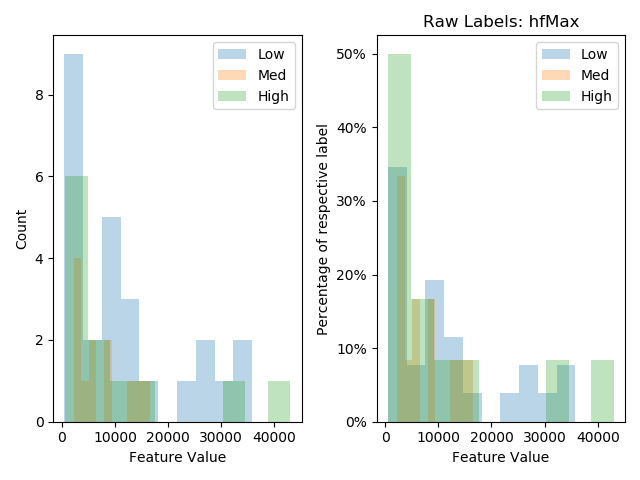 Raw Labels: hfMax
Low
Med
High
8
6
4
2
0
Count
0
10000
20000
30000
40000
Feature Value
Low
Med
High
50%
40%
30%
20%
10%
0%
Percentage of respective label
0
10000
20000
30000
40000
Feature Value